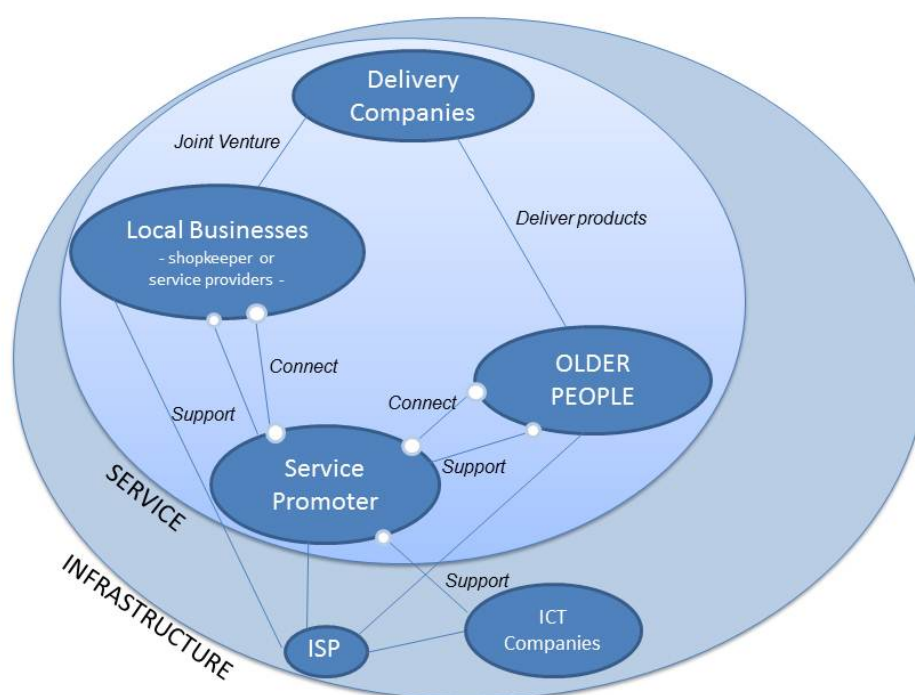 Delivery
Companies
Joint Venture
Local Businesses
- shopkeeper or
service providers -
Deliver products
Connect
OLDER
PEOPLE
Connect
Support
Service
Promoter
Support
SERVICE
INFRASTRUCTURE
Support
ISP
ICT
Companies